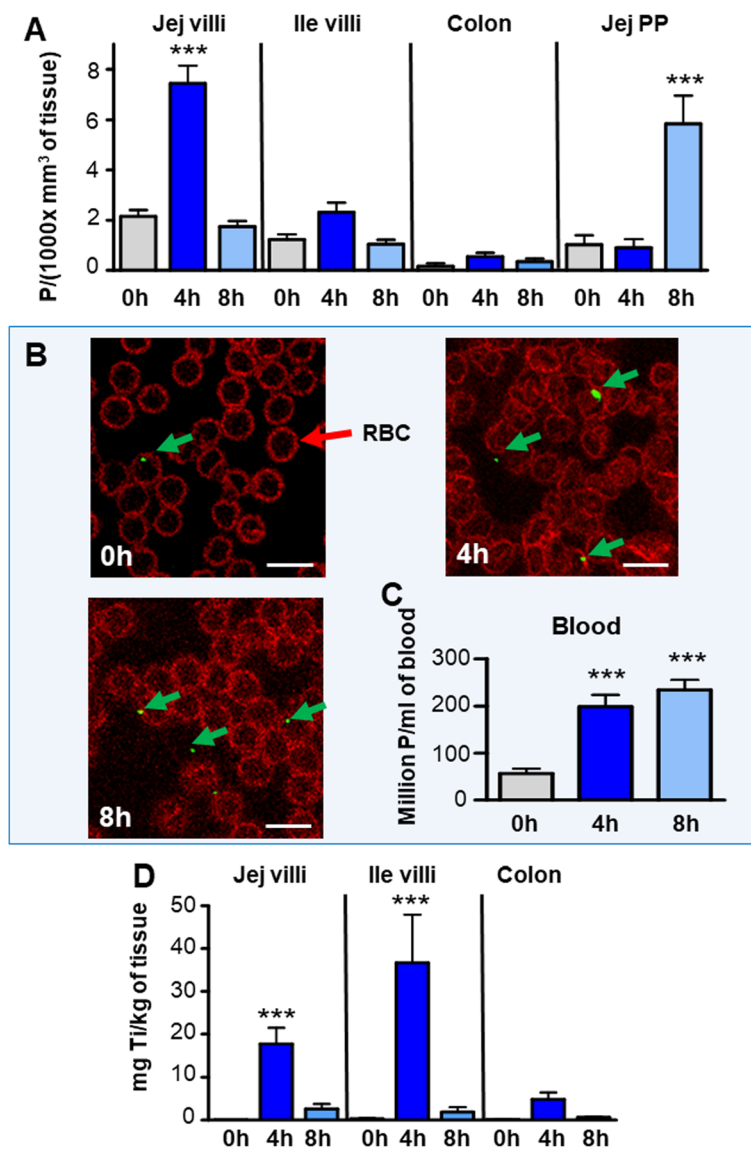 A
Jej villi
Ile villi
Colon
Jej PP
P/(1000x mm³ of tissue)
8
6
4
2
0
***
***
0h 4h 8h 0h 4h 8h 0h 4h 8h 0h 4h 8h
B
RBC
0h
4h
8h
C
Blood
Million P/ml of blood
300
200
100
0
***
***
0h 4h 8h
D
Jej villi
Ile villi
Colon
mg Ti/kg of tissue
50
40
30
20
10
0
***
***
0h 4h 8h 0h 4h 8h 0h 4h 8h